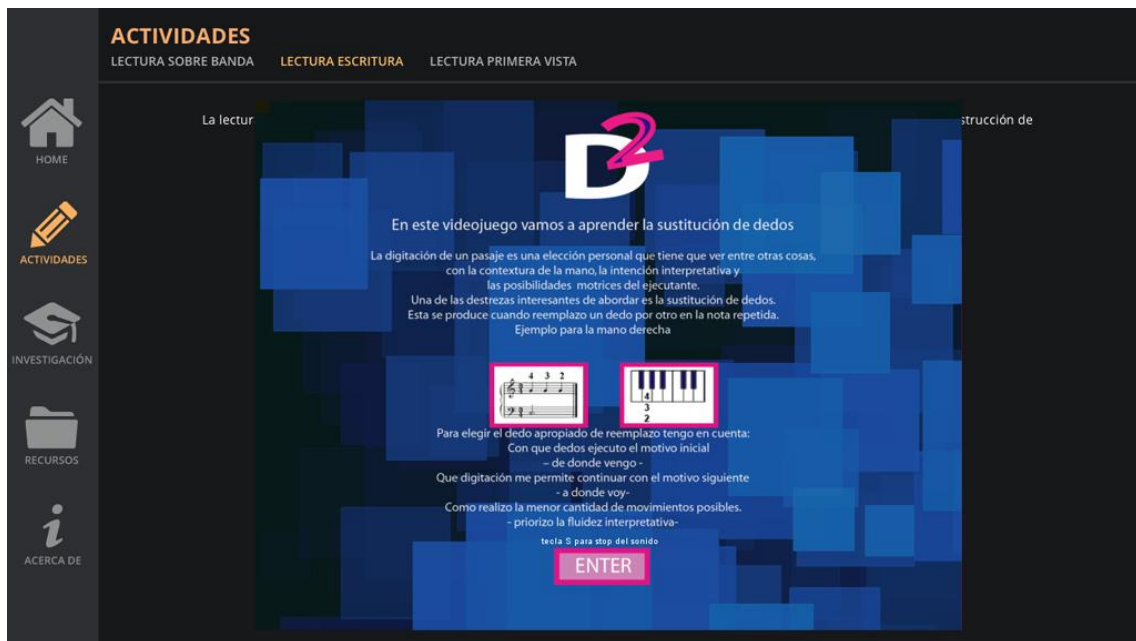 ACTIVIDADES
LECTURA SOBRE BANDA LECTURA ESCRITURA LECTURA PRIMERA VISTA
HOME
ACTIVIDADES
INVESTIGACIÓN
RECURSOS
ACERCA DE
La lectur
strucción de
D2
En este videojuego vamos a aprender la sustitución de dedos
La digitación de un pasaje es una elección personal que tiene que ver entre otras cosas,
con la contextura de la mano, la intención interpretativa y
las posibilidades motrices del ejecutante.
Una de las destrezas interesantes de abordar es la sustitución de dedos.
Esta se produce cuando reemplazo un dedo por otro en la nota repetida.
Ejemplo para la mano derecha
4 3 2
4
3
2
Para elegir el dedo apropiado de reemplazo tengo en cuenta:
Con que dedos ejecuto el motivo inicial
– de donde vengo -
Que digitación me permite continuar con el motivo siguiente
- a donde voy-
Como realizo la menor cantidad de movimientos posibles.
- priorizo la fluídez interpretativa-
tecla S para stop del sonido
ENTER